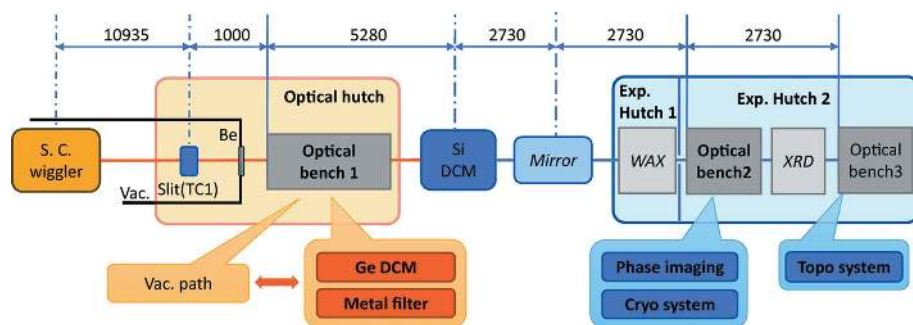 10935
1000
5280
2730
2730
2730
Optical hutch
Exp.
Hutch 1
Exp. Hutch 2
S. C.
wiggler
Slit(TC1)
Be
Vac.
Optical
bench 1
Si
DCM
Mirror
WAX
Optical
bench2
XRD
Optical
bench3
Vac. path
Ge DCM
Metal filter
Phase imaging
Cryo system
Topo system